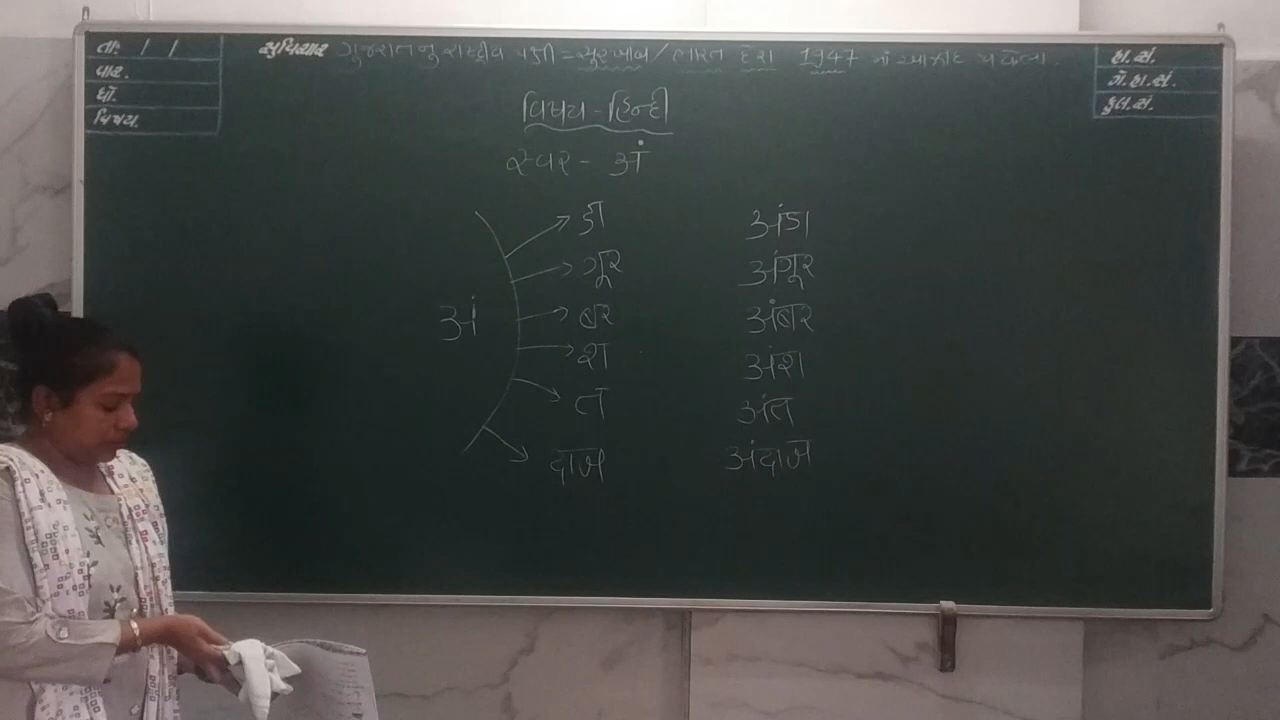 તાઃ / /
વાર.
ધો.
વિષય.
સુવિચાર ગુજરાતનુ રાષ્ટ્રીય પક્ષી = સુરખાબ / ભારત દેશ 1947 માં આઝાદ થયેલો.
હા.સં.
ગે.હા.સં.
કુલ.સં.
વિષય - હિન્દી
સ્વર - अं
अं
डा अंडा
गूर अंगूर
बर अंबर
श अंश
त अंत
दाज अंदाज